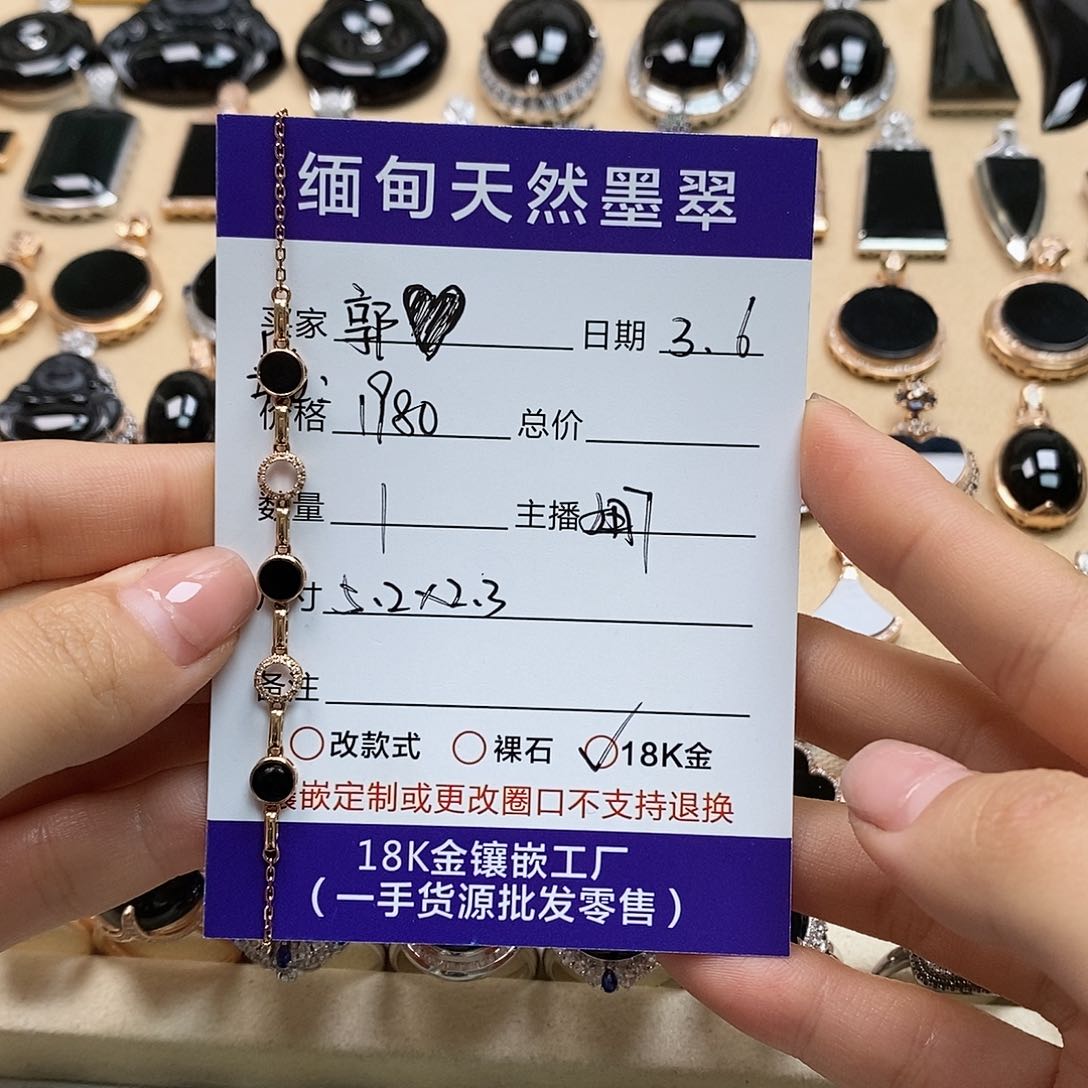 缅甸天然墨翠
买家 郭 日期 3.6
价格 1980 总价
数量 1 主播
尺寸 5.2×2.3
备注
改款式 裸石 18K金
镶嵌定制或更改圈口不支持退换
18K金镶嵌工厂
（一手货源批发零售）